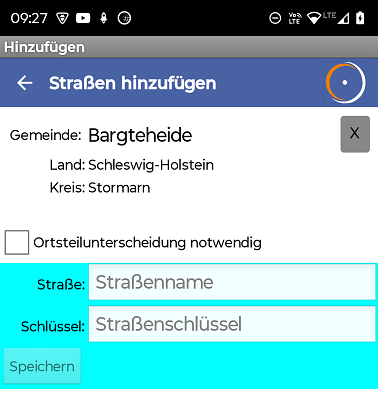 09:27 Vo) LTE LTE
Hinzufügen
Straßen hinzufügen
Gemeinde: Bargteheide X
Land: Schleswig-Holstein
Kreis: Stormarn
Ortsteilunterscheidung notwendig
Straße: Straßenname
Schlüssel: Straßenschlüssel
Speichern